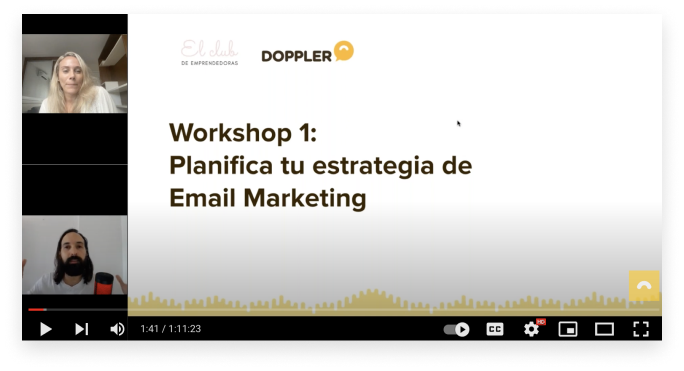 El club
DE EMPRENDEDORAS
DOPPLER
Workshop 1:
Planifica tu estrategia de
Email Marketing
1:41 / 1:11:23
CC
HD